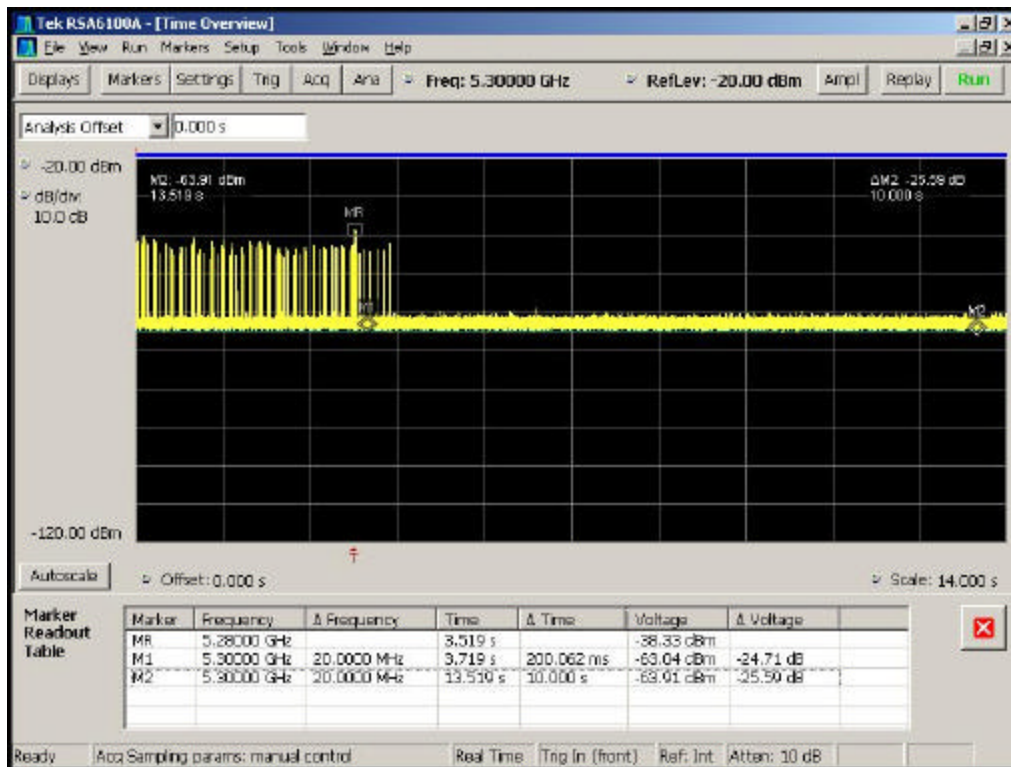 Tek RSA6100A - [Time Overview]
File View Run Markers Setup Tools Window Help
Displays Markers Settings Trig Acq Ana Freq: 5.30000 GHz RefLev: -20.00 dBm Ampl Replay Run
Analysis Offset 0.000 s
-20.00 dBm
dB/div:
10.0 dB
M2: -63.91 dBm
13.519 s
ΔM2 -25.59 dB
10.000 s
MR
M1
M2
-120.00 dBm
Autoscale Offset: 0.000 s Scale: 14.000 s
Marker Readout Table
Marker Frequency Δ Frequency Time Δ Time Voltage Δ Voltage
MR 5.28000 GHz 3.519 s -38.33 dBm
M1 5.30000 GHz 20.0000 MHz 3.719 s 200.062 ms -63.04 dBm -24.71 dB
M2 5.30000 GHz 20.0000 MHz 13.519 s 10.000 s -63.91 dBm -25.59 dB
Ready Acq Sampling params: manual control Real Time Trig In (front) Ref: Int Atten: 10 dB